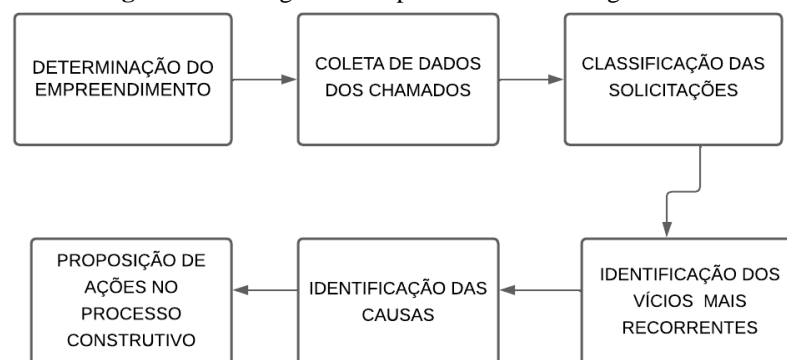 DETERMINAÇÃO DO
EMPREENDIMENTO
COLETA DE DADOS
DOS CHAMADOS
CLASSIFICAÇÃO DAS
SOLICITAÇÕES
IDENTIFICAÇÃO DOS
VÍCIOS MAIS
RECORRENTES
IDENTIFICAÇÃO DAS
CAUSAS
PROPOSIÇÃO DE
AÇÕES NO
PROCESSO
CONSTRUTIVO